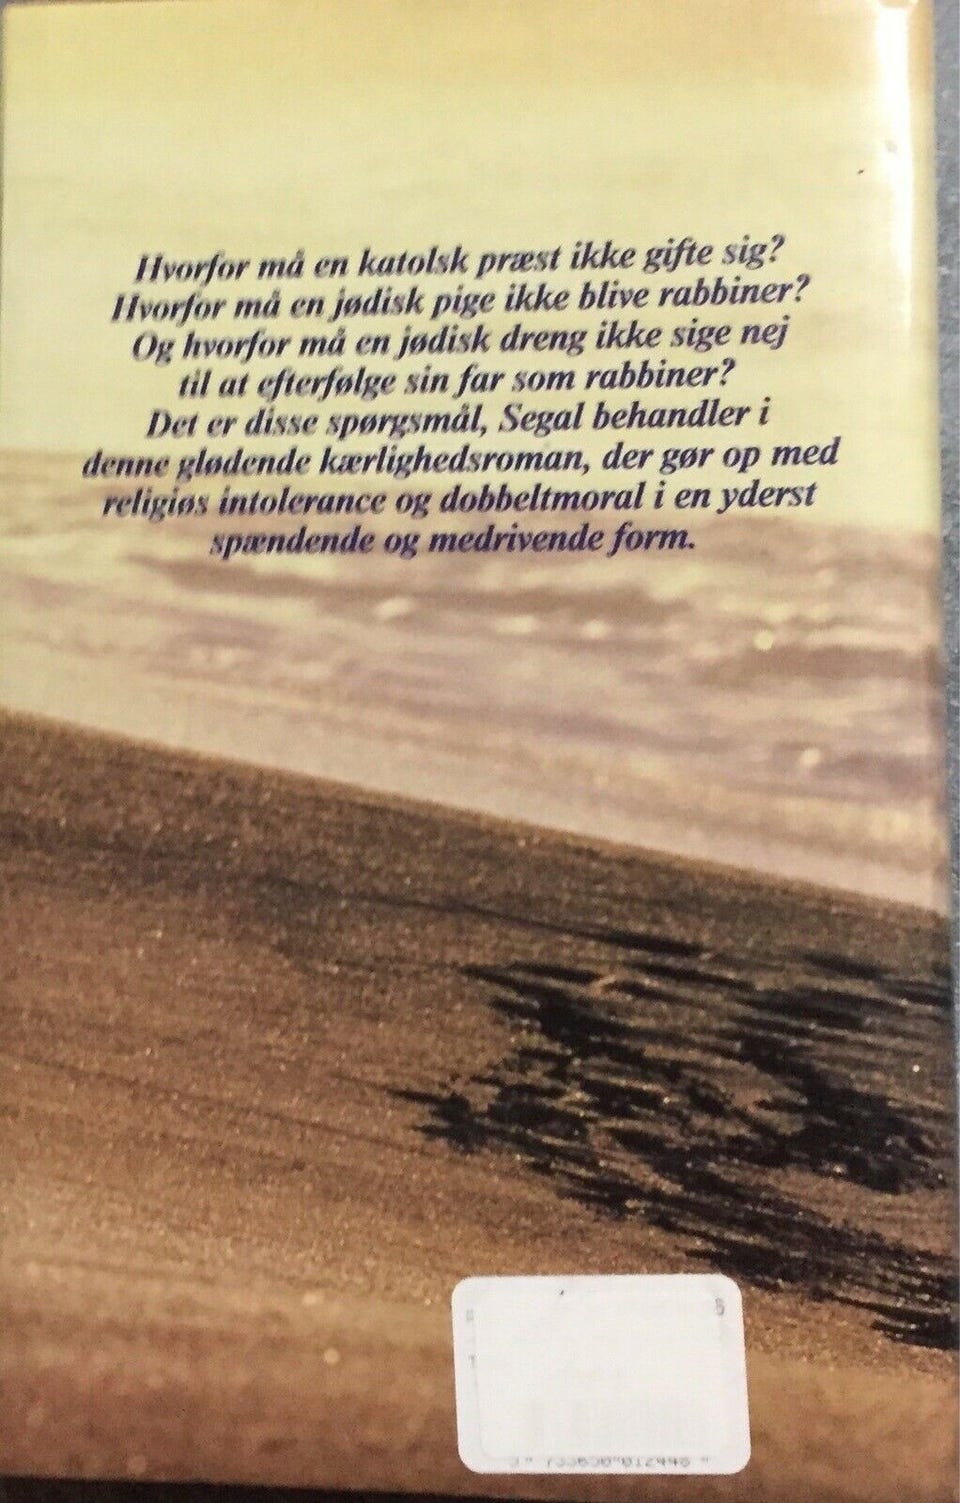 Hvorfor må en katolsk præst ikke gifte sig?
Hvorfor må en jødisk pige ikke blive rabbiner?
Og hvorfor må en jødisk dreng ikke sige nej
til at efterfølge sin far som rabbiner?
Det er disse spørgsmål, Segal behandler i
denne glødende kærlighedsroman, der gør op med
religiøs intolerance og dobbeltmoral i en yderst
spændende og medrivende form.